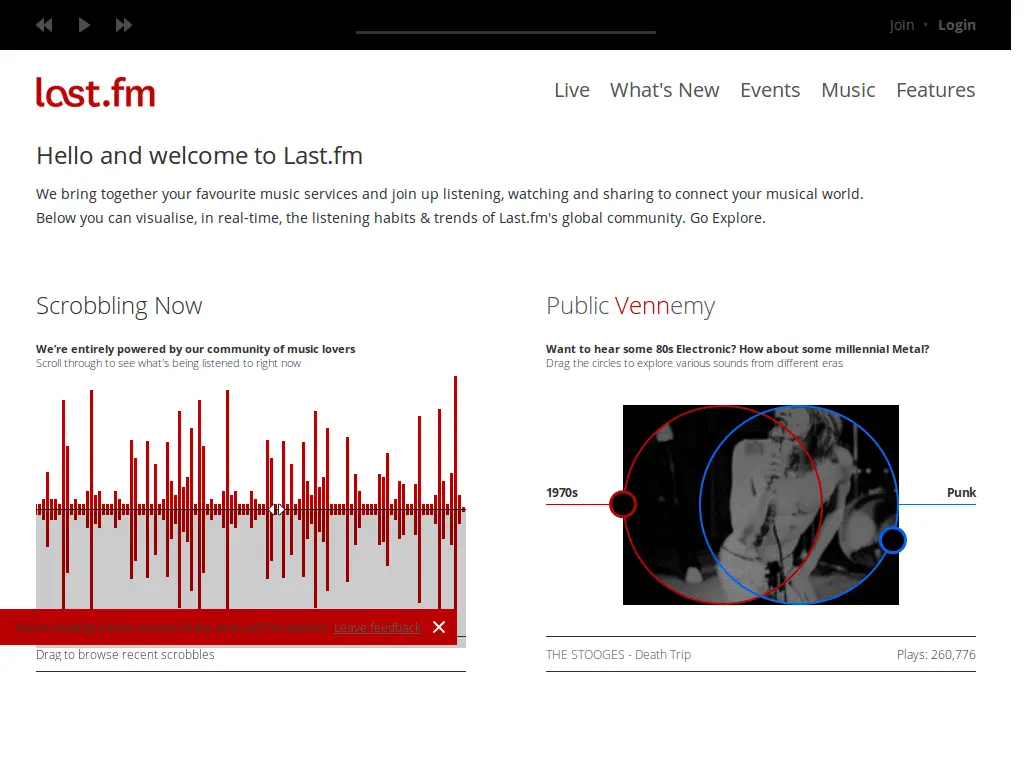 Join • Login
last.fm
Live What's New Events Music Features
Hello and welcome to Last.fm
We bring together your favourite music services and join up listening, watching and sharing to connect your musical world.
Below you can visualise, in real-time, the listening habits & trends of Last.fm's global community. Go Explore.
Scrobbling Now
We're entirely powered by our community of music lovers
Scroll through to see what's being listened to right now
Leave feedback
Drag to browse recent scrobbles
Public Vennemy
Want to hear some 80s Electronic? How about some millennial Metal?
Drag the circles to explore various sounds from different eras
1970s
Punk
THE STOOGES - Death Trip
Plays: 260,776